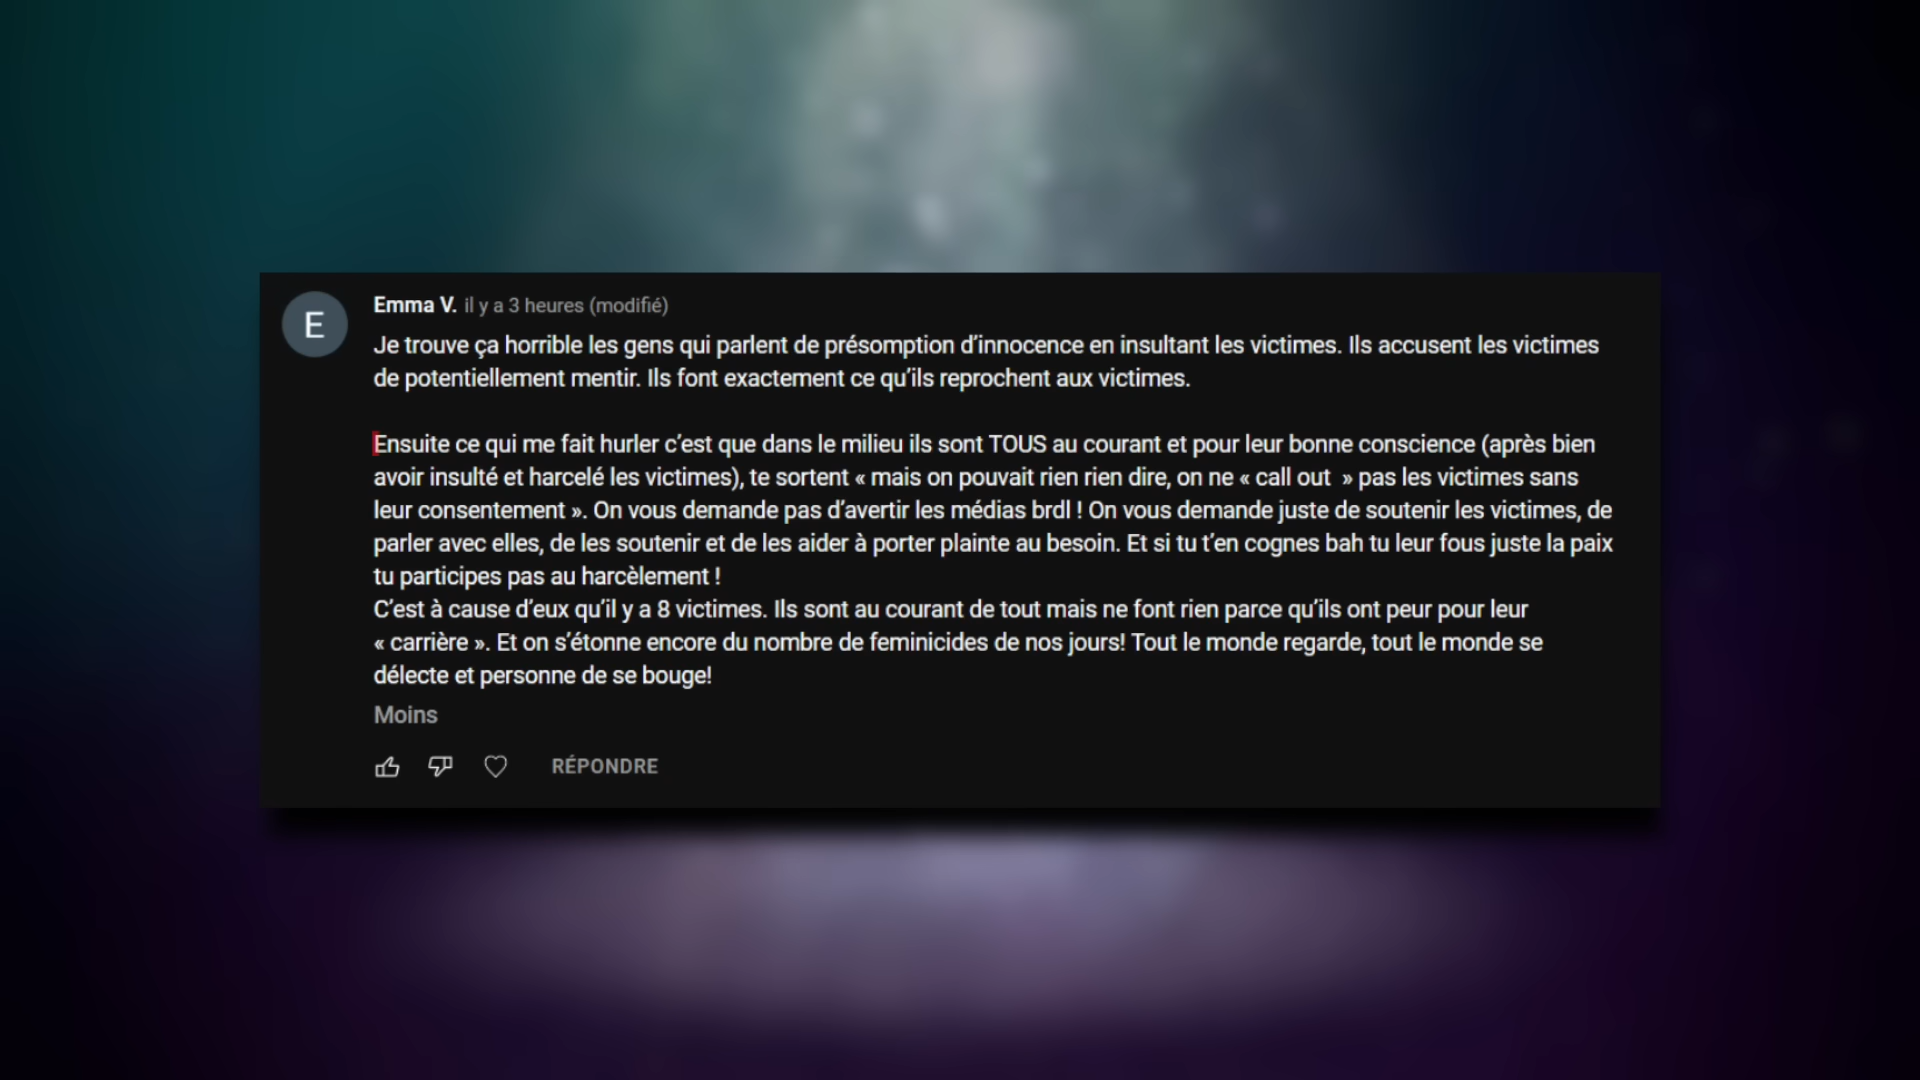 E
Emma V. il y a 3 heures (modifié)
Je trouve ça horrible les gens qui parlent de présomption d’innocence en insultant les victimes. Ils accusent les victimes
de potentiellement mentir. Ils font exactement ce qu’ils reprochent aux victimes.
Ensuite ce qui me fait hurler c’est que dans le milieu ils sont TOUS au courant et pour leur bonne conscience (après bien
avoir insulté et harcelé les victimes), te sortent « mais on pouvait rien rien dire, on ne « call out  » pas les victimes sans
leur consentement ». On vous demande pas d’avertir les médias brdl ! On vous demande juste de soutenir les victimes, de
parler avec elles, de les soutenir et de les aider à porter plainte au besoin. Et si tu t’en cognes bah tu leur fous juste la paix
tu participes pas au harcèlement !
C’est à cause d’eux qu’il y a 8 victimes. Ils sont au courant de tout mais ne font rien parce qu’ils ont peur pour leur
« carrière ». Et on s’étonne encore du nombre de feminicides de nos jours! Tout le monde regarde, tout le monde se
délecte et personne de se bouge!
Moins
RÉPONDRE